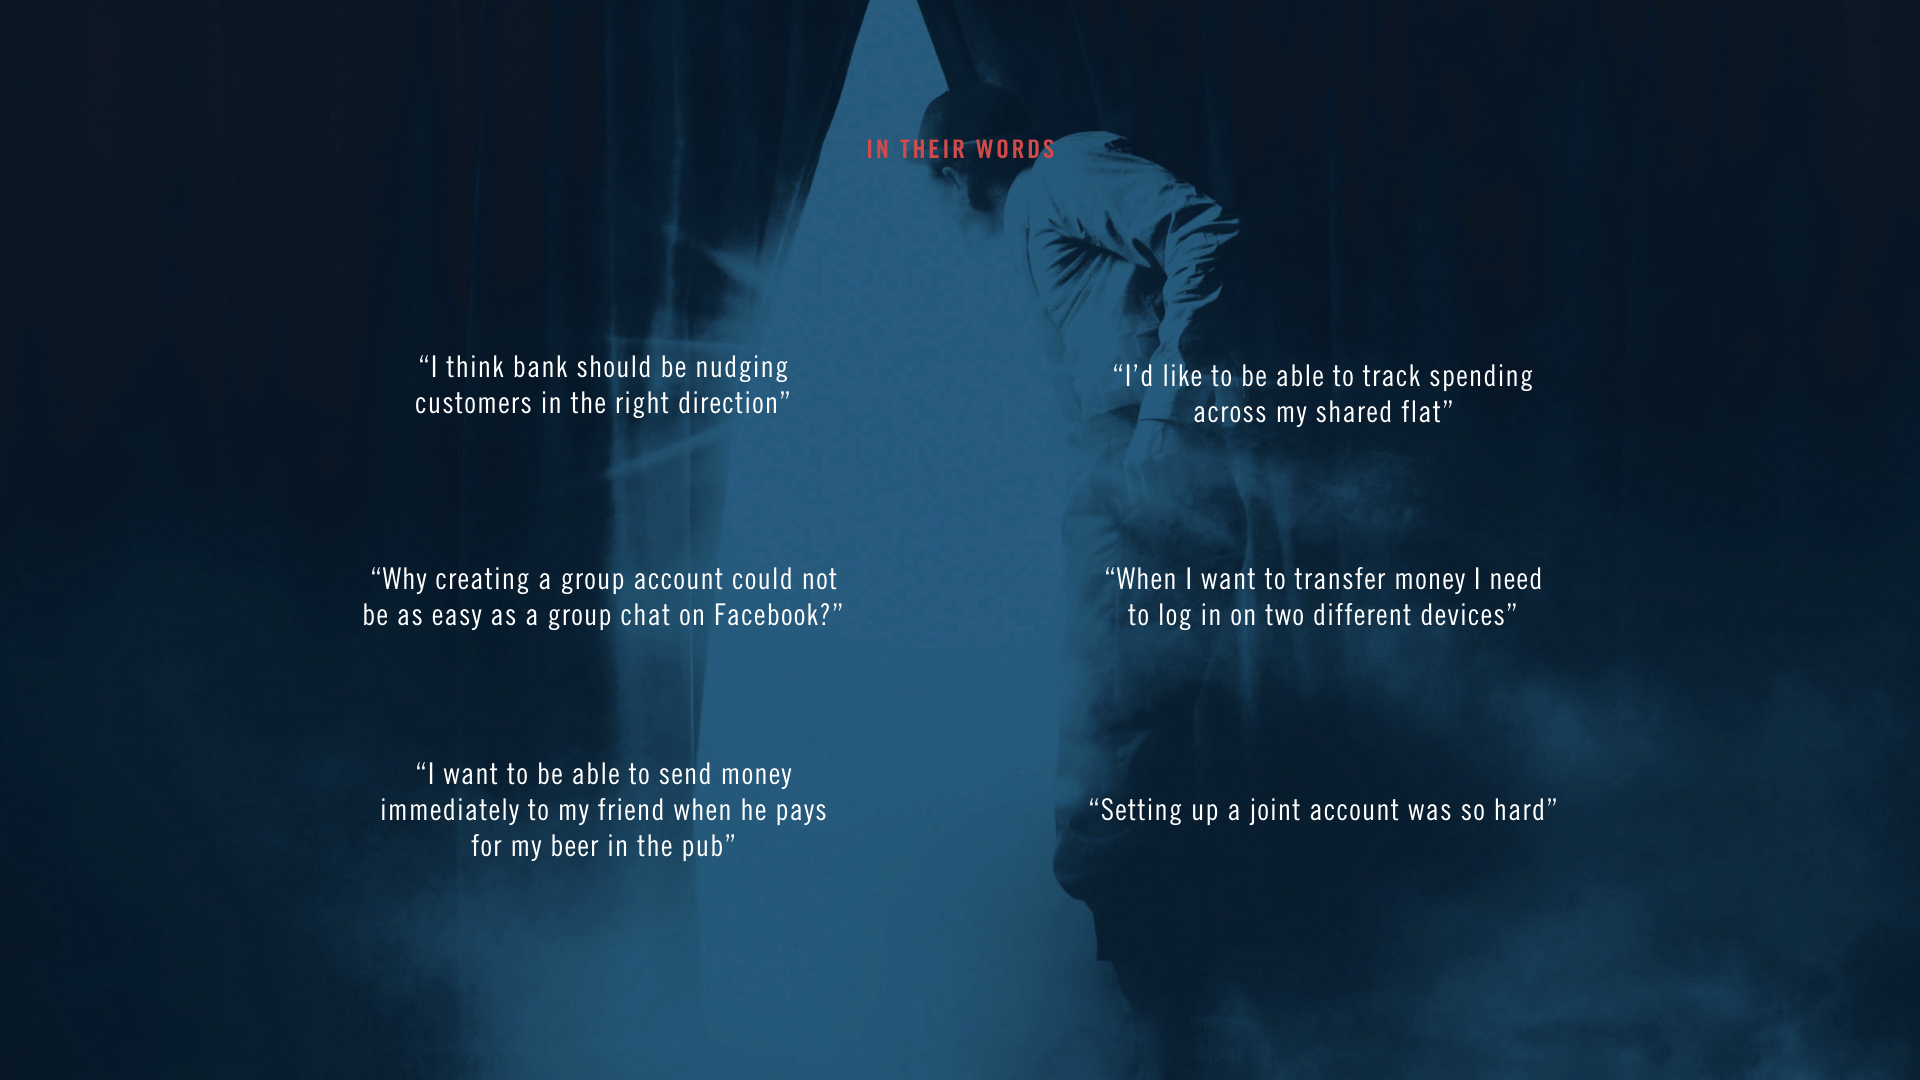 IN THEIR WORDS
“I think bank should be nudging
customers in the right direction”
“I’d like to be able to track spending
across my shared flat”
“Why creating a group account could not
be as easy as a group chat on Facebook?”
“When I want to transfer money I need
to log in on two different devices”
“I want to be able to send money
immediately to my friend when he pays
for my beer in the pub”
“Setting up a joint account was so hard”